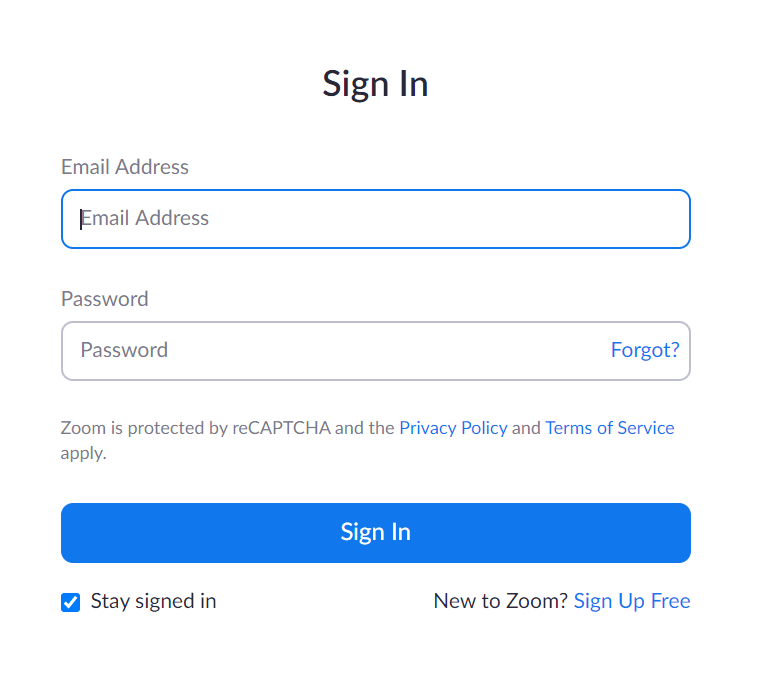 Sign In
Email Address
Email Address
Password
Password Forgot?
Zoom is protected by reCAPTCHA and the Privacy Policy and Terms of Service
apply.
Sign In
Stay signed in New to Zoom? Sign Up Free